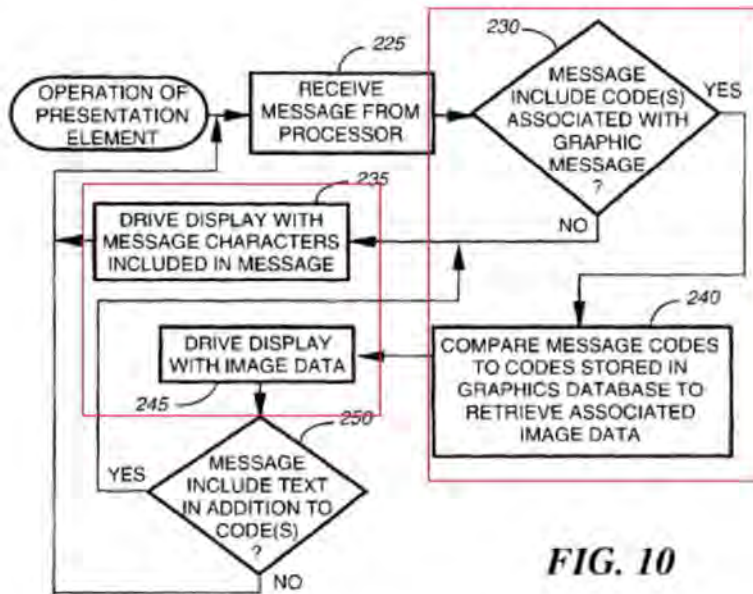 OPERATION OF
PRESENTATION
ELEMENT
225
RECEIVE
MESSAGE FROM
PROCESSOR
230
MESSAGE
INCLUDE CODE(S)
ASSOCIATED WITH
GRAPHIC
MESSAGE
?
YES
NO
235
DRIVE DISPLAY WITH
MESSAGE CHARACTERS
INCLUDED IN MESSAGE
240
COMPARE MESSAGE CODES
TO CODES STORED IN
GRAPHICS DATABASE TO
RETRIEVE ASSOCIATED
IMAGE DATA
DRIVE DISPLAY
WITH IMAGE DATA
245
250
MESSAGE
INCLUDE TEXT
IN ADDITION TO
CODE(S)
?
YES
NO
FIG. 10